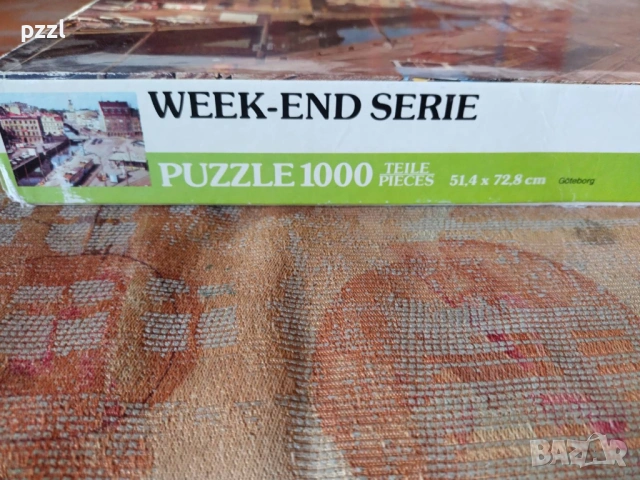 pzzl
WEEK-END SERIE
PUZZLE 1000 TEILE
PIECES 51,4 x 72,8 cm Göteborg
BAZAR